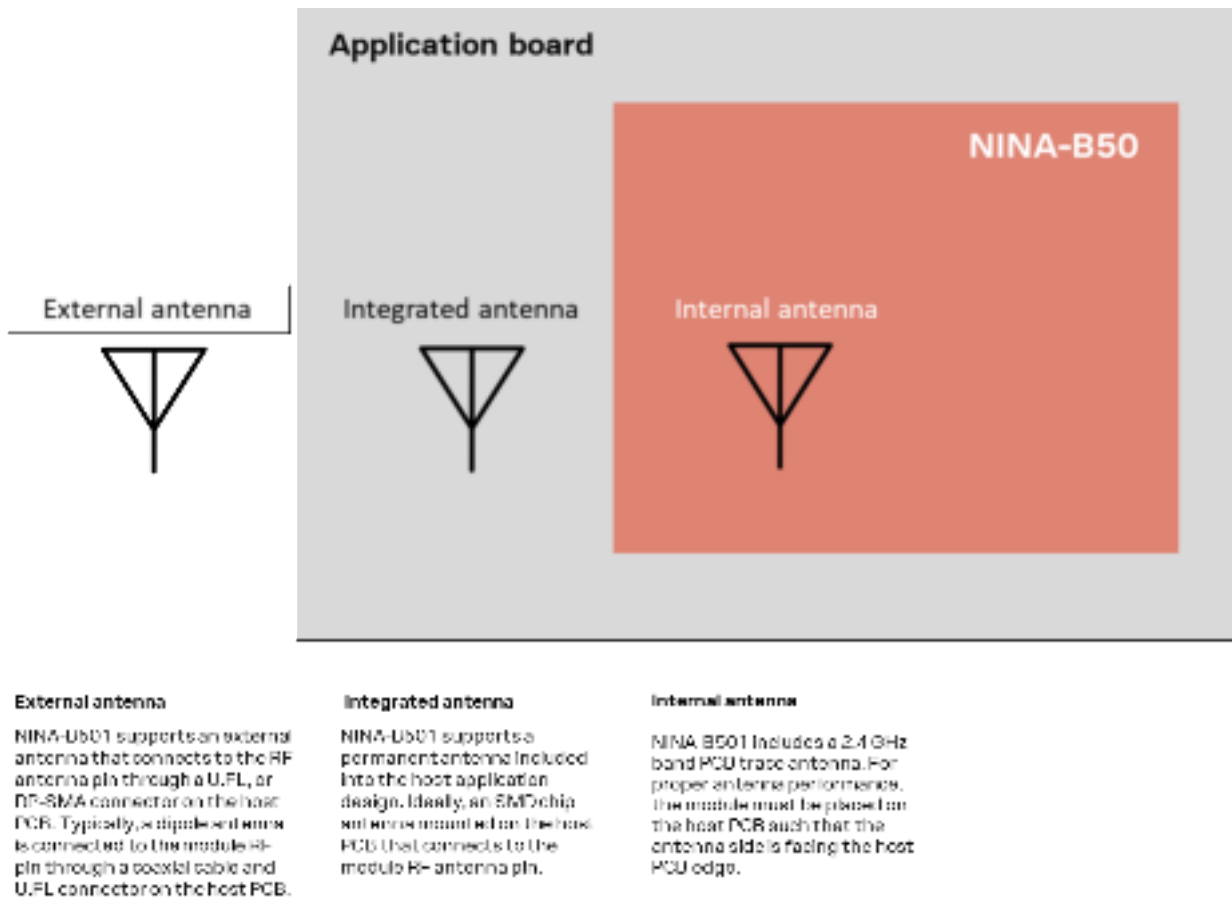 Application board
NINA-B50
External antenna
Integrated antenna
Internal antenna
External antenna
NINA-B501 supports an external
antenna that connects to the RF
antenna pin through a U.FL, or
RP-SMA connector on the host
PCB. Typically, a dipole antenna
is connected to the module RF
pin through a coaxial cable and
U.FL connector on the host PCB.
Integrated antenna
NINA-B501 supports a
permanent antenna included
into the host application
design. Ideally, an SMD chip
antenna mounted on the host
PCB that connects to the
module RF antenna pin.
Internal antenna
NINA B501 includes a 2.4 GHz
band PCB trace antenna. For
proper antenna performance,
the module must be placed on
the host PCB such that the
antenna side is facing the host
PCB edge.